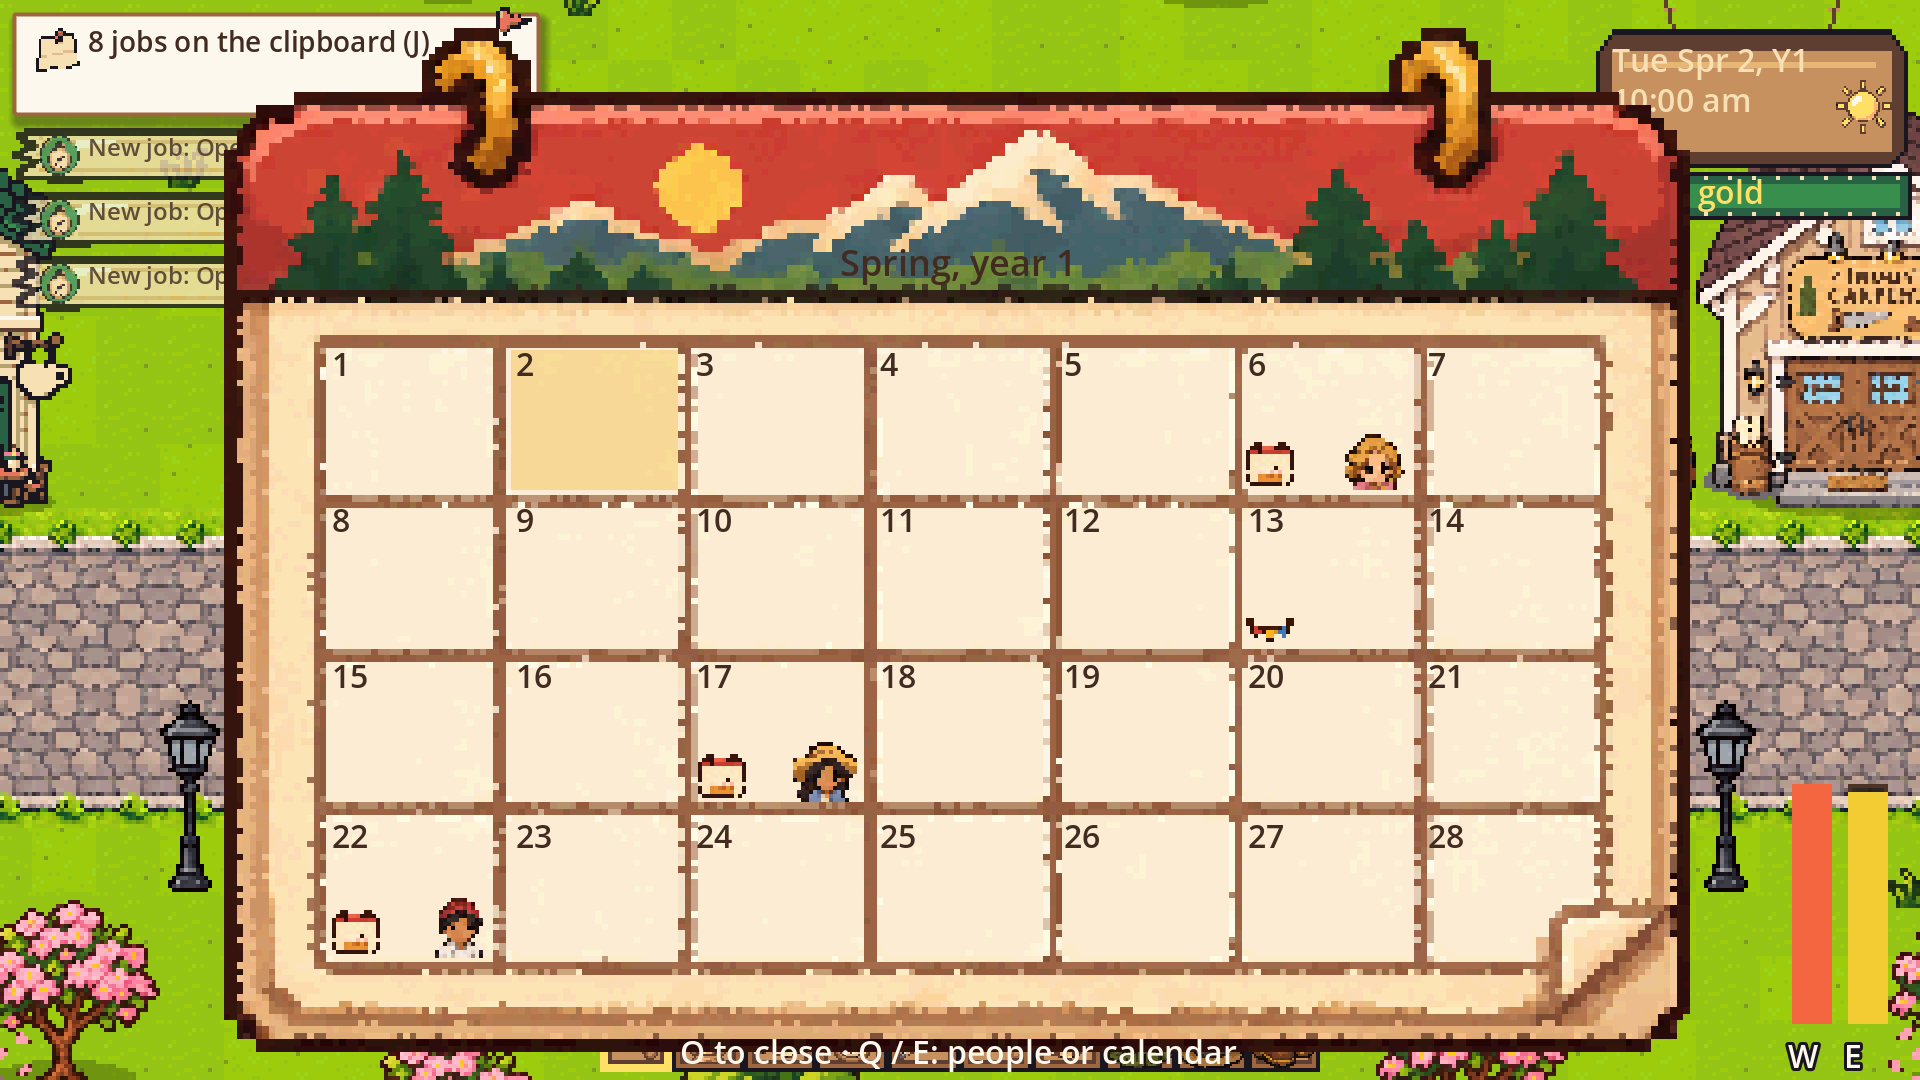 8 jobs on the clipboard (J)
Tue Spr 2, Y1
10:00 am
New job: Ope
New job: Op
New job: Op
gold
Spring, year 1
1 2 3 4 5 6 7
8 9 10 11 12 13 14
15 16 17 18 19 20 21
22 23 24 25 26 27 28
O to close · Q / E: people or calendar
W E